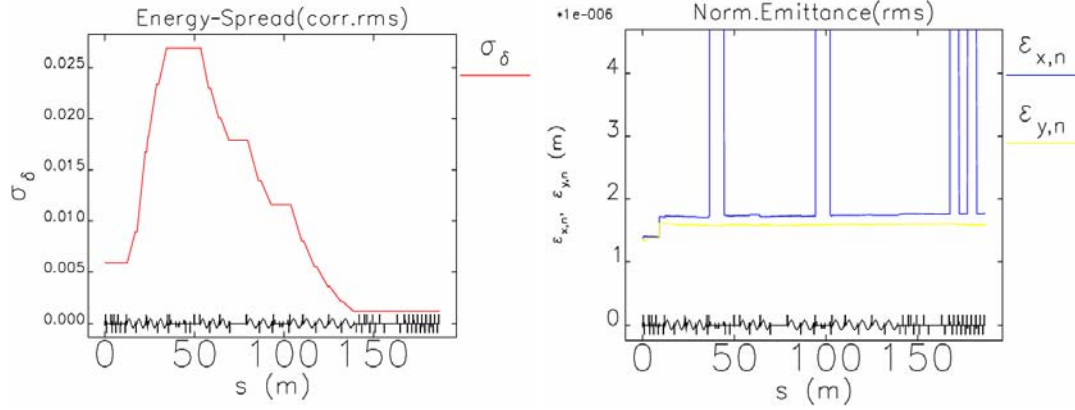 Energy-Spread(corr.rms)
σδ
0.025
0.020
0.015
0.010
0.005
0.000
σδ
0 50 100 150
s (m)
*1e-006 Norm.Emittance(rms)
εx,n
εy,n
4
3
2
1
0
εx,n, εy,n (m)
0 50 100 150
s (m)